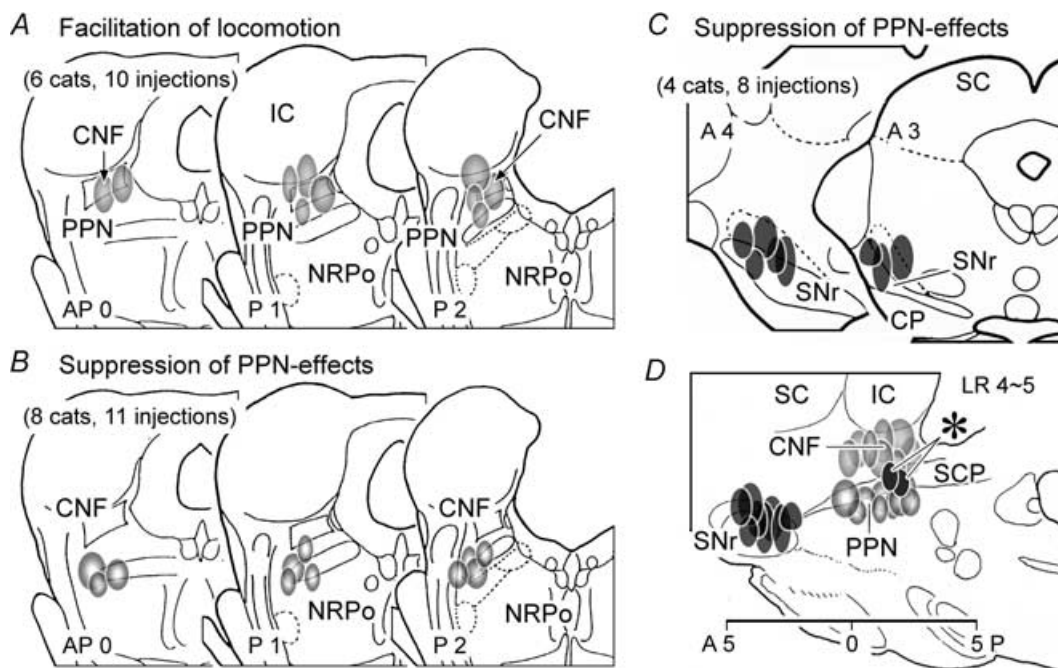 A Facilitation of locomotion
(6 cats, 10 injections)
CNF
IC
CNF
PPN
PPN
PPN
NRPo
NRPo
AP 0
P 1
P 2
B Suppression of PPN-effects
(8 cats, 11 injections)
CNF
CNF
NRPo
NRPo
AP 0
P 1
P 2
C Suppression of PPN-effects
(4 cats, 8 injections)
SC
A 4
A 3
SNr
SNr
CP
D
SC
IC
LR 4~5
*
CNF
SCP
SNr
PPN
A 5
0
5 P